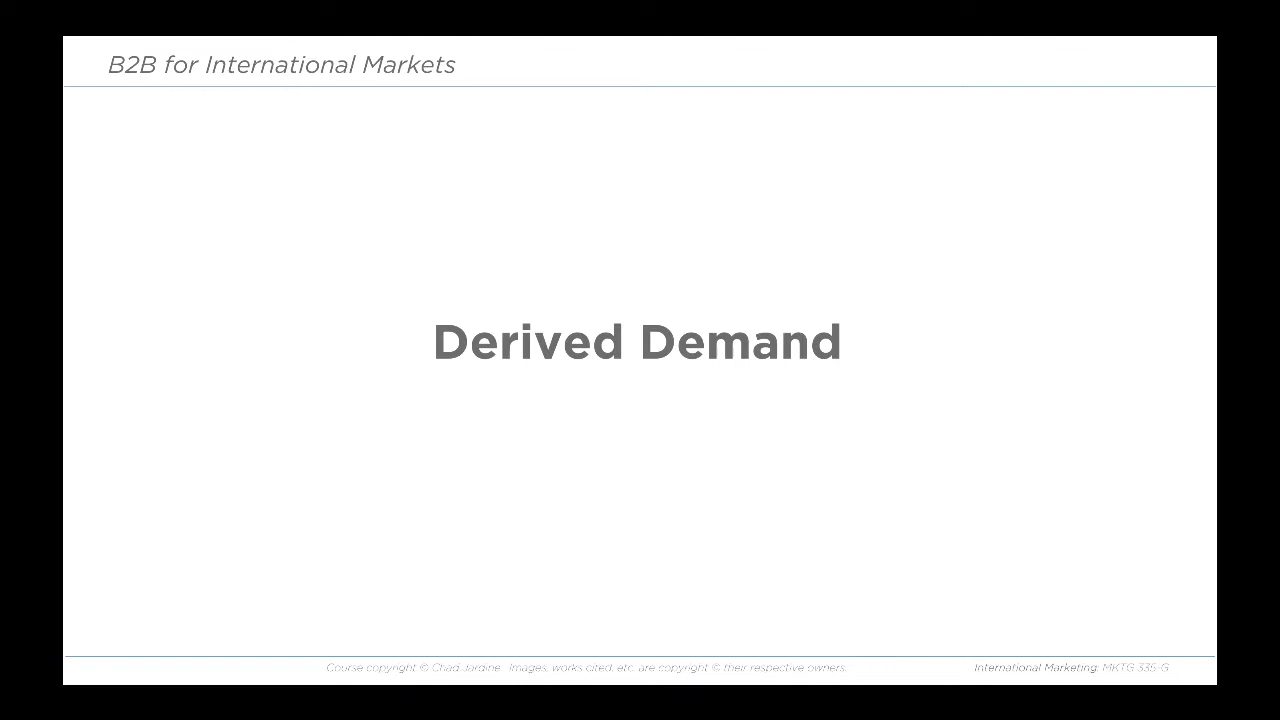 B2B for International Markets
Derived Demand
Course copyright © Chad Jardine. Images, works cited, etc. are copyright © their respective owners.
International Marketing: MKTG 335-G